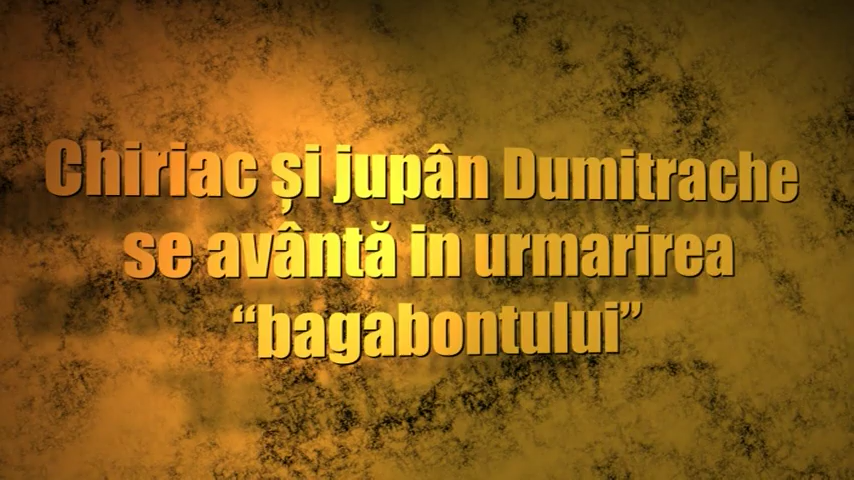 Chiriac și jupân Dumitrache
se avântă in urmarirea
“bagabontului”